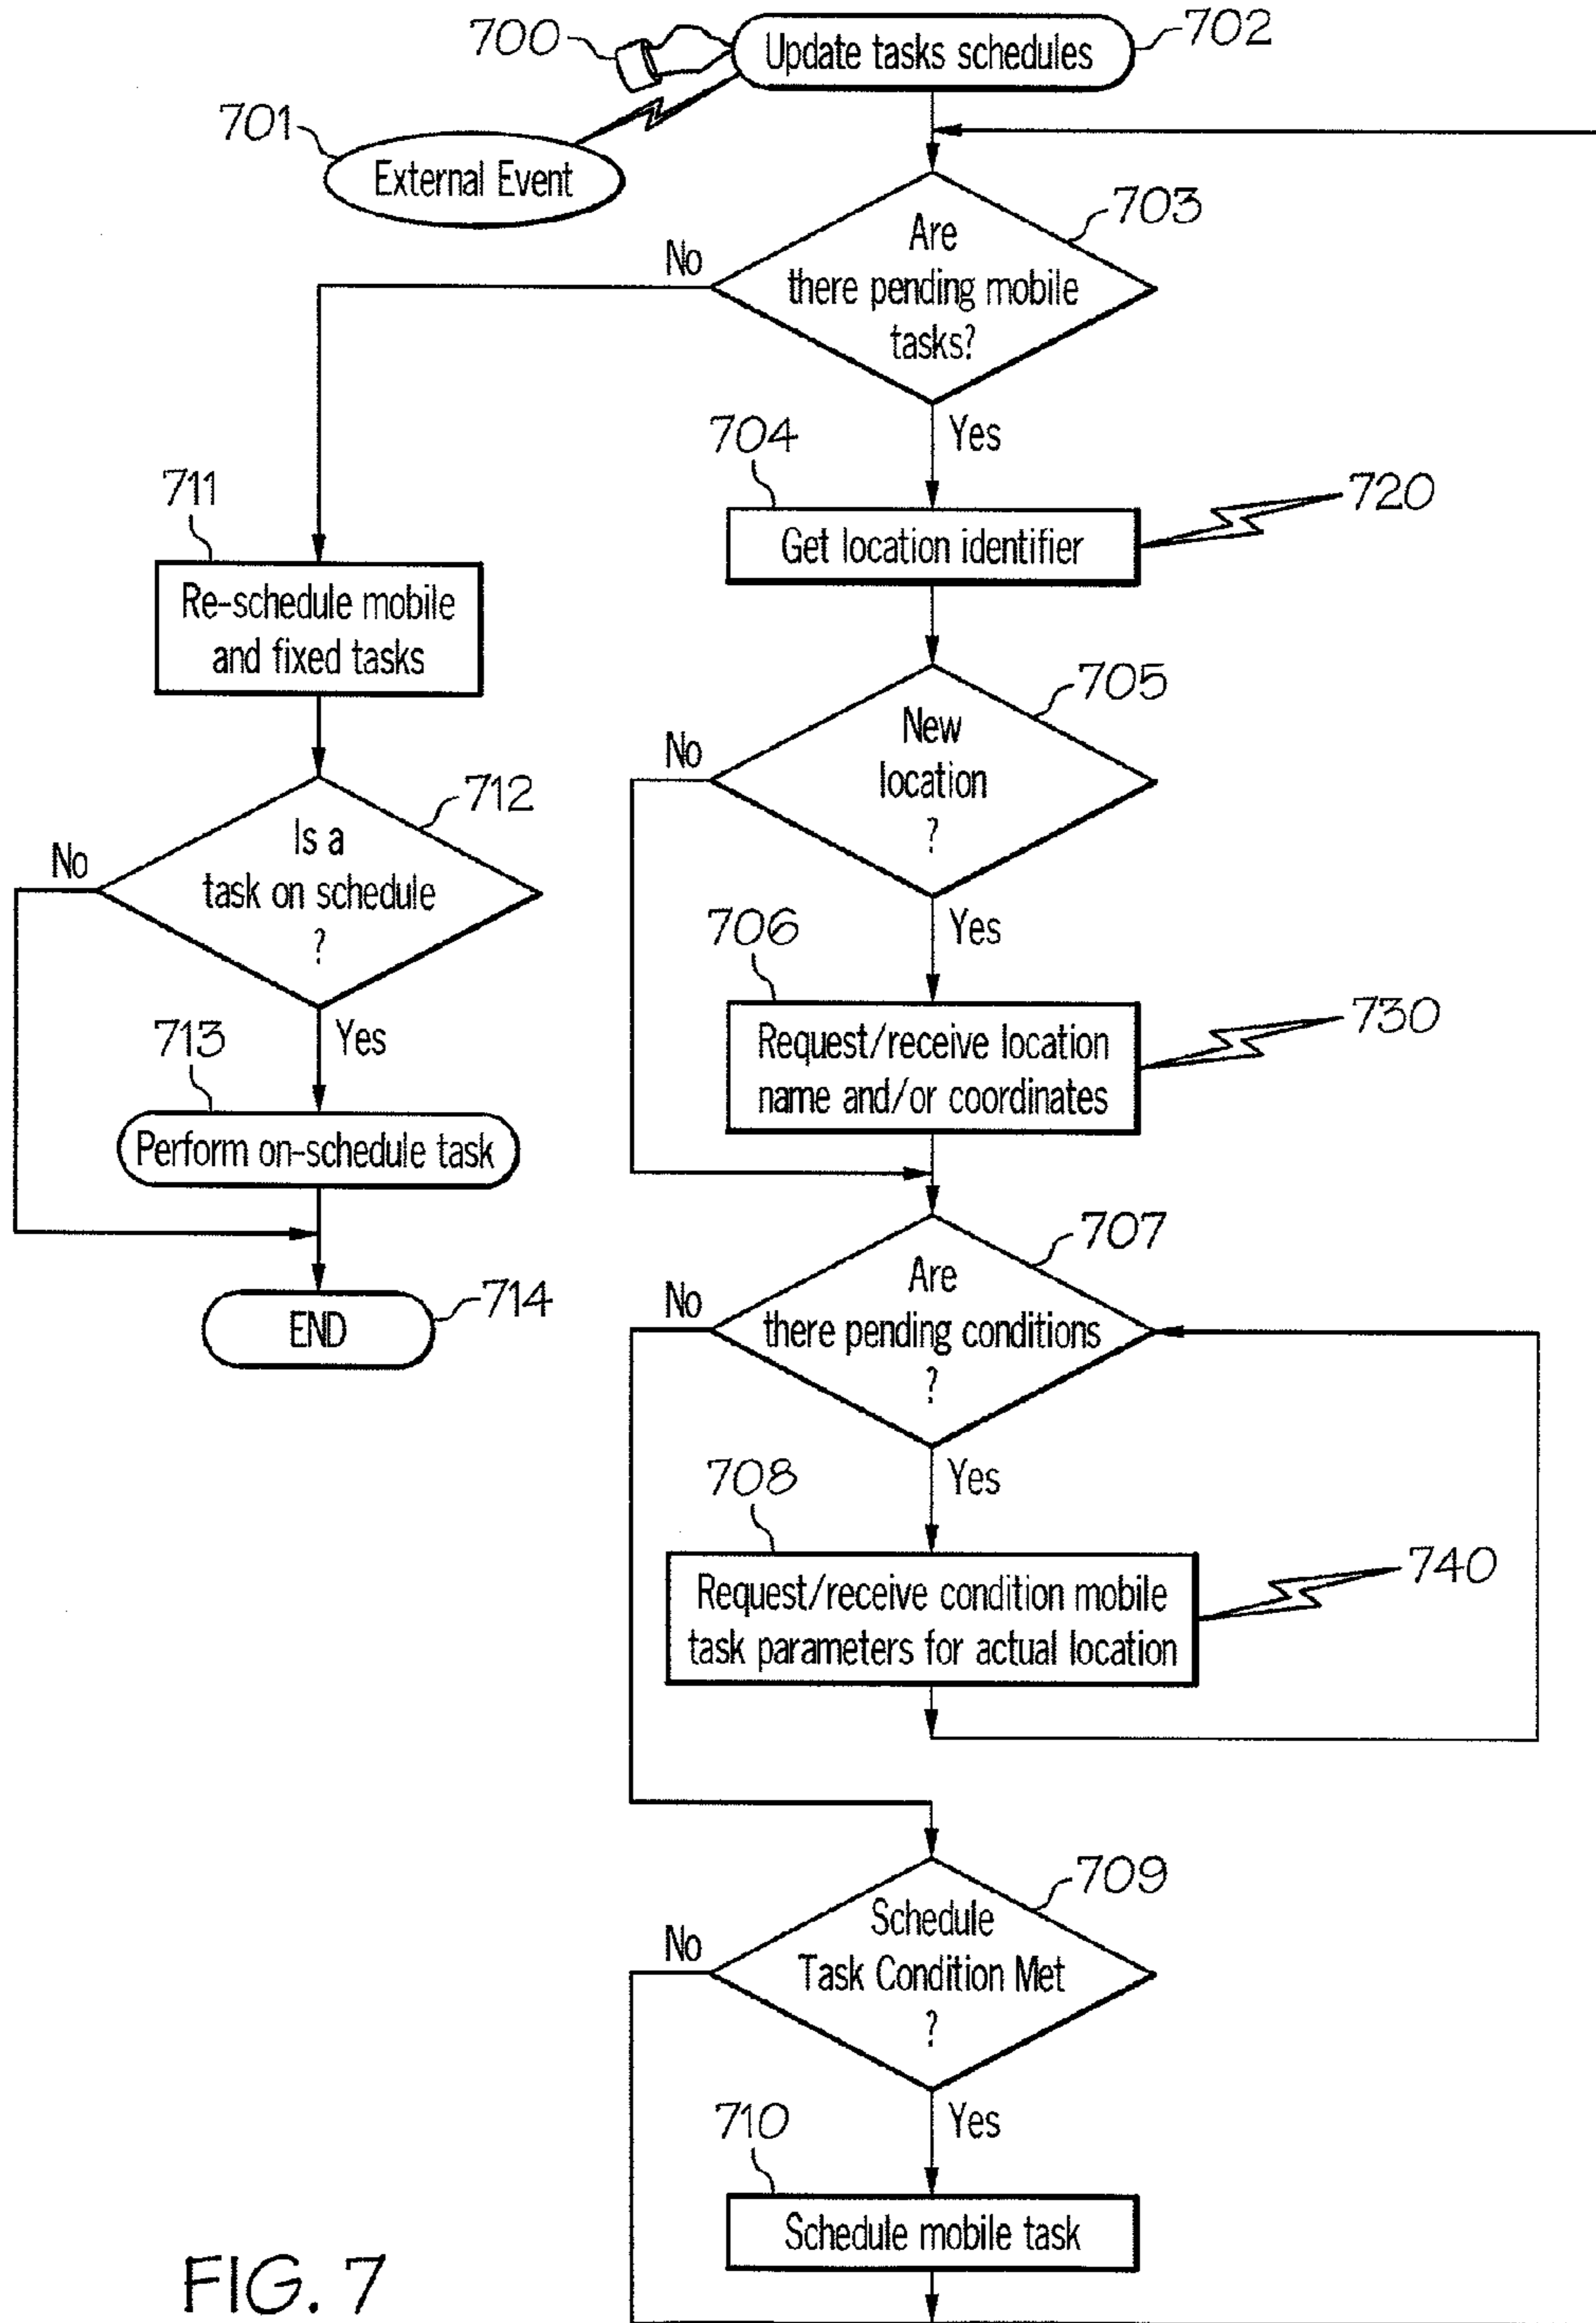 700
Update tasks schedules
702
701
External Event
703
Are
there pending mobile
tasks?
No
Yes
704
Get location identifier
720
711
Re-schedule mobile
and fixed tasks
705
New
location
?
No
Yes
712
Is a
task on schedule
?
No
Yes
706
Request/receive location
name and/or coordinates
730
713
Perform on-schedule task
714
END
707
Are
there pending conditions
?
No
Yes
708
Request/receive condition mobile
task parameters for actual location
740
709
Schedule
Task Condition Met
?
No
Yes
710
Schedule mobile task
FIG. 7